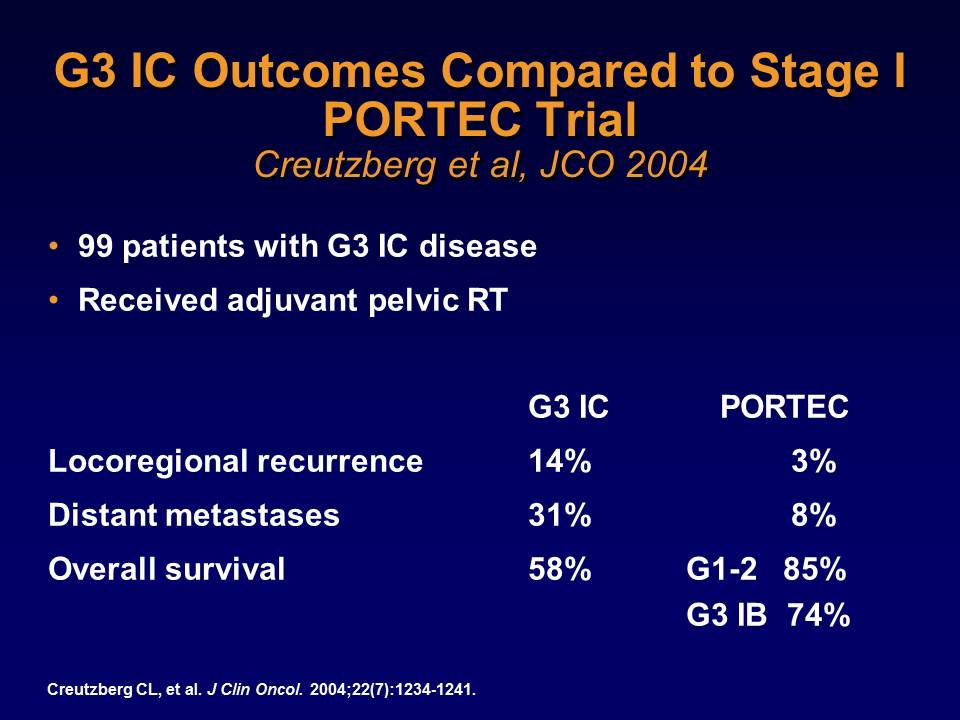 G3 IC Outcomes Compared to Stage I
PORTEC Trial
Creutzberg et al, JCO 2004
• 99 patients with G3 IC disease
• Received adjuvant pelvic RT
G3 IC PORTEC
Locoregional recurrence 14% 3%
Distant metastases 31% 8%
Overall survival 58% G1-2 85%
G3 IB 74%
Creutzberg CL, et al. J Clin Oncol. 2004;22(7):1234-1241.